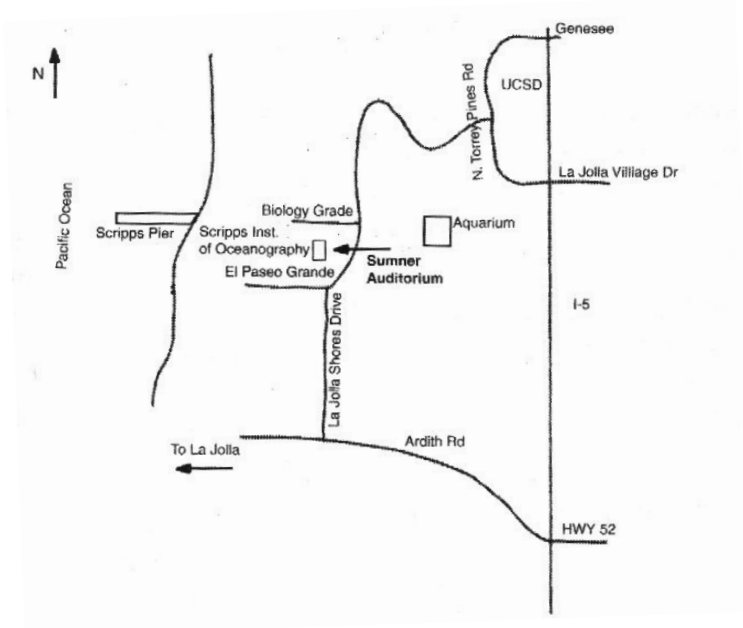 Genesee
N
UCSD
N. Torrey Pines Rd
La Jolla Villiage Dr
Pacific Ocean
Biology Grade
Aquarium
Scripps Pier
Scripps Inst.
of Oceanography
Sumner
Auditorium
El Paseo Grande
I-5
La Jolla Shores Drive
Ardith Rd
To La Jolla
HWY 52